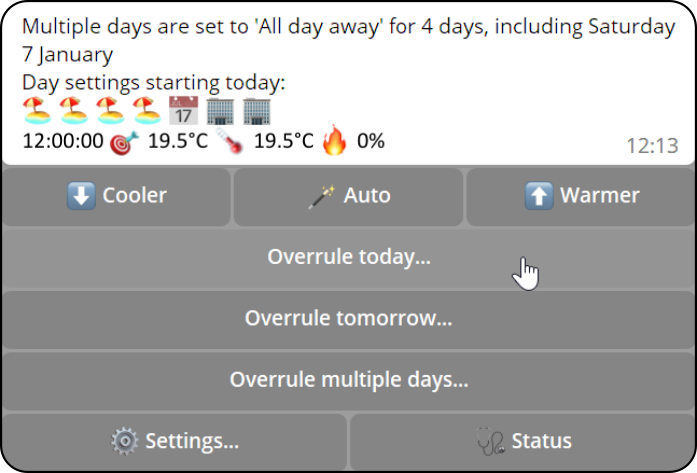 Multiple days are set to 'All day away' for 4 days, including Saturday
7 January
Day settings starting today:
17
12:00:00 19.5°C 19.5°C 0%
12:13
Cooler Auto Warmer
Overrule today...
Overrule tomorrow...
Overrule multiple days...
Settings... Status